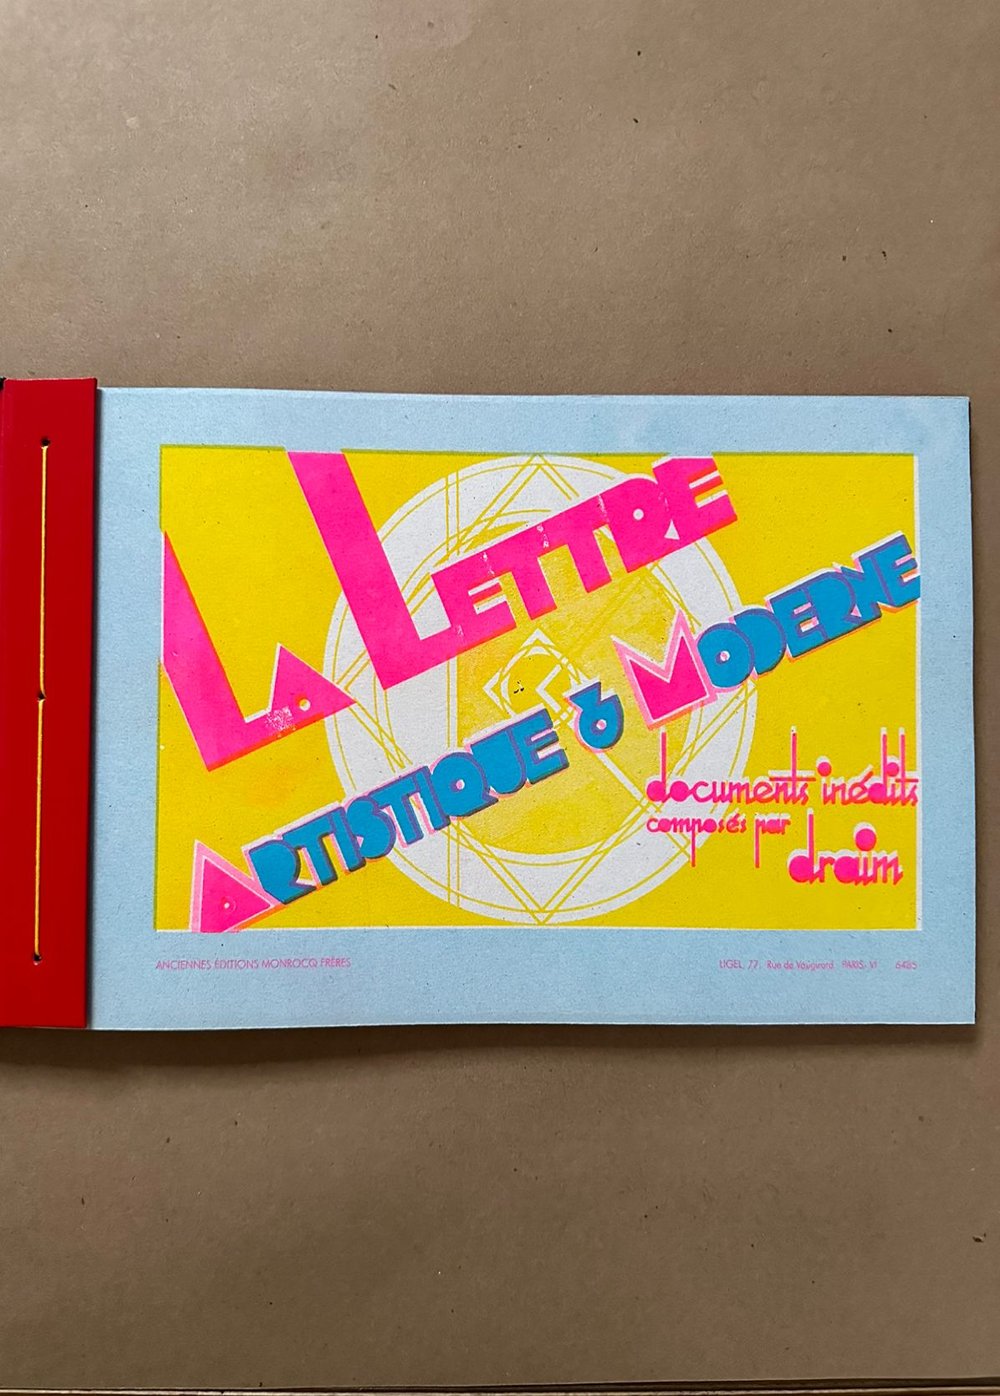 La Lettre
Artistique & Moderne
documents inédits
composés par
draim
ANCIENNES ÉDITIONS MONROCQ FRÈRES
LIGEL, 77, Rue de Vaugirard. PARIS. VIᵉ 6485